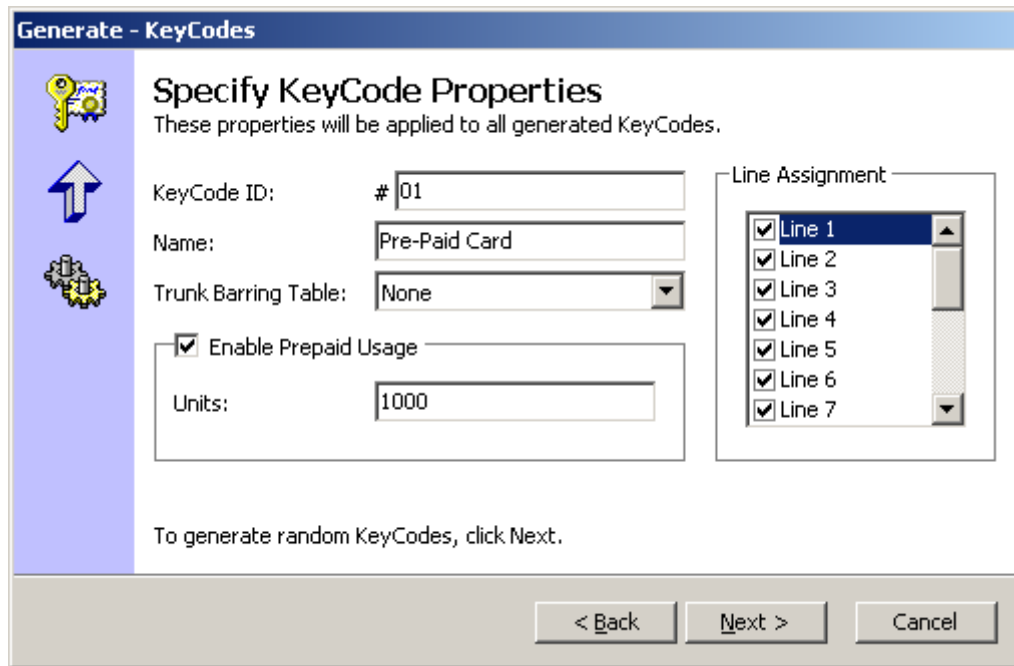 Generate - KeyCodes
Specify KeyCode Properties
These properties will be applied to all generated KeyCodes.
KeyCode ID: # 01
Name: Pre-Paid Card
Trunk Barring Table: None
Enable Prepaid Usage
Units: 1000
Line Assignment
Line 1
Line 2
Line 3
Line 4
Line 5
Line 6
Line 7
To generate random KeyCodes, click Next.
< Back
Next >
Cancel